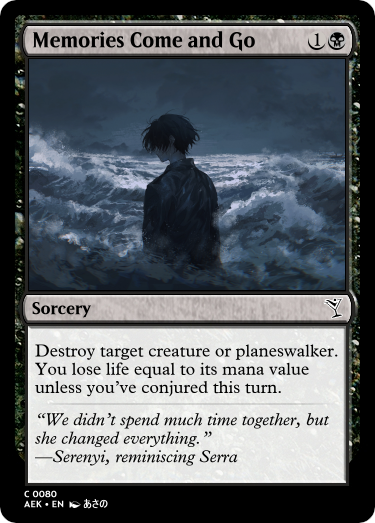 Memories Come and Go 1
Sorcery
Destroy target creature or planeswalker.
You lose life equal to its mana value
unless you've conjured this turn.
“We didn't spend much time together, but
she changed everything.”
—Serenyi, reminiscing Serra
C 0080
AEK • EN あさの